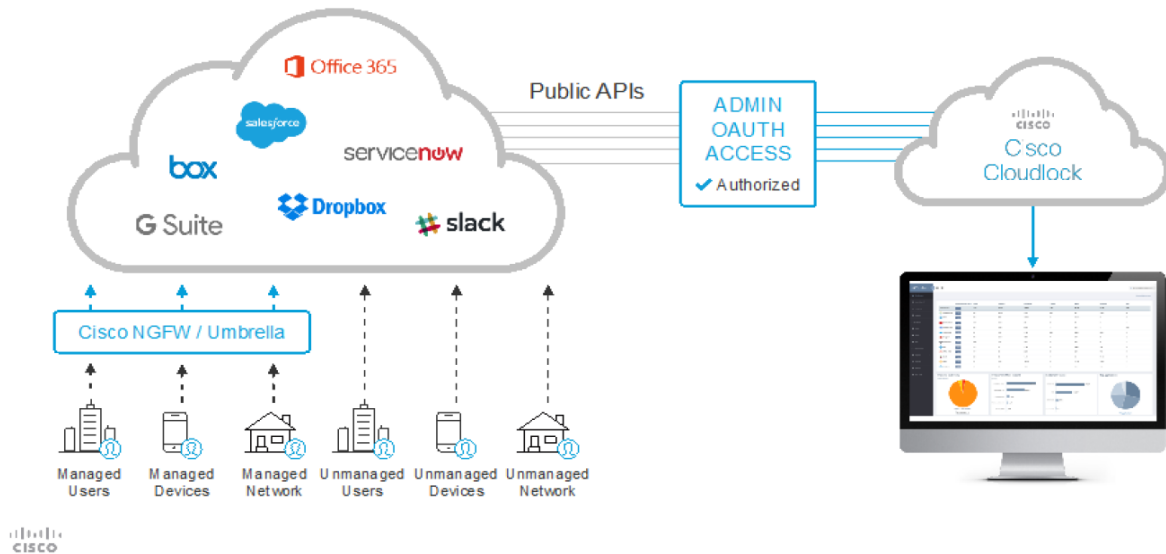 Office 365
salesforce
servicenow
box
Dropbox
G Suite
slack
Public APIs
ADMIN
OAUTH
ACCESS
Authorized
CISCO
Cisco
Cloudlock
Cisco NGFW / Umbrella
Managed
Users
Managed
Devices
Managed
Network
Unmanaged
Users
Unmanaged
Devices
Unmanaged
Network
CISCO